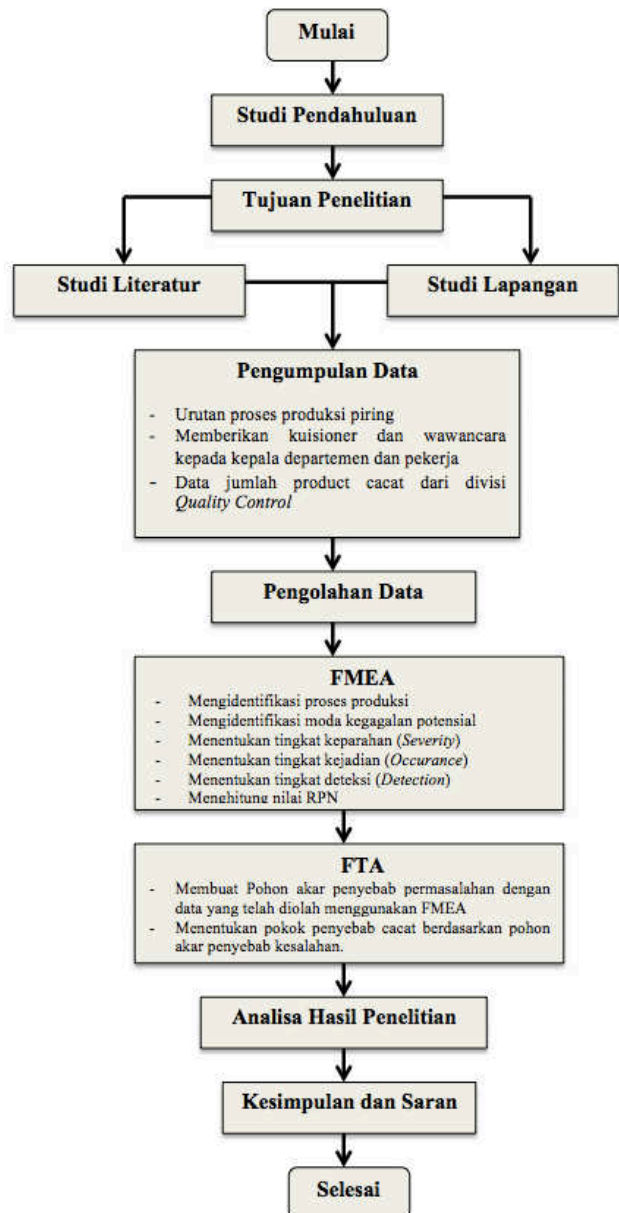 Mulai
Studi Pendahuluan
Tujuan Penelitian
Studi Literatur
Studi Lapangan
Pengumpulan Data
- Urutan proses produksi piring
- Memberikan kuisioner dan wawancara
kepada kepala departemen dan pekerja
- Data jumlah product cacat dari divisi
Quality Control
Pengolahan Data
FMEA
- Mengidentifikasi proses produksi
- Mengidentifikasi moda kegagalan potensial
- Menentukan tingkat keparahan (Severity)
- Menentukan tingkat kejadian (Occurance)
- Menentukan tingkat deteksi (Detection)
- Menghitung nilai RPN
FTA
- Membuat Pohon akar penyebab permasalahan dengan
data yang telah diolah menggunakan FMEA
- Menentukan pokok penyebab cacat berdasarkan pohon
akar penyebab kesalahan.
Analisa Hasil Penelitian
Kesimpulan dan Saran
Selesai